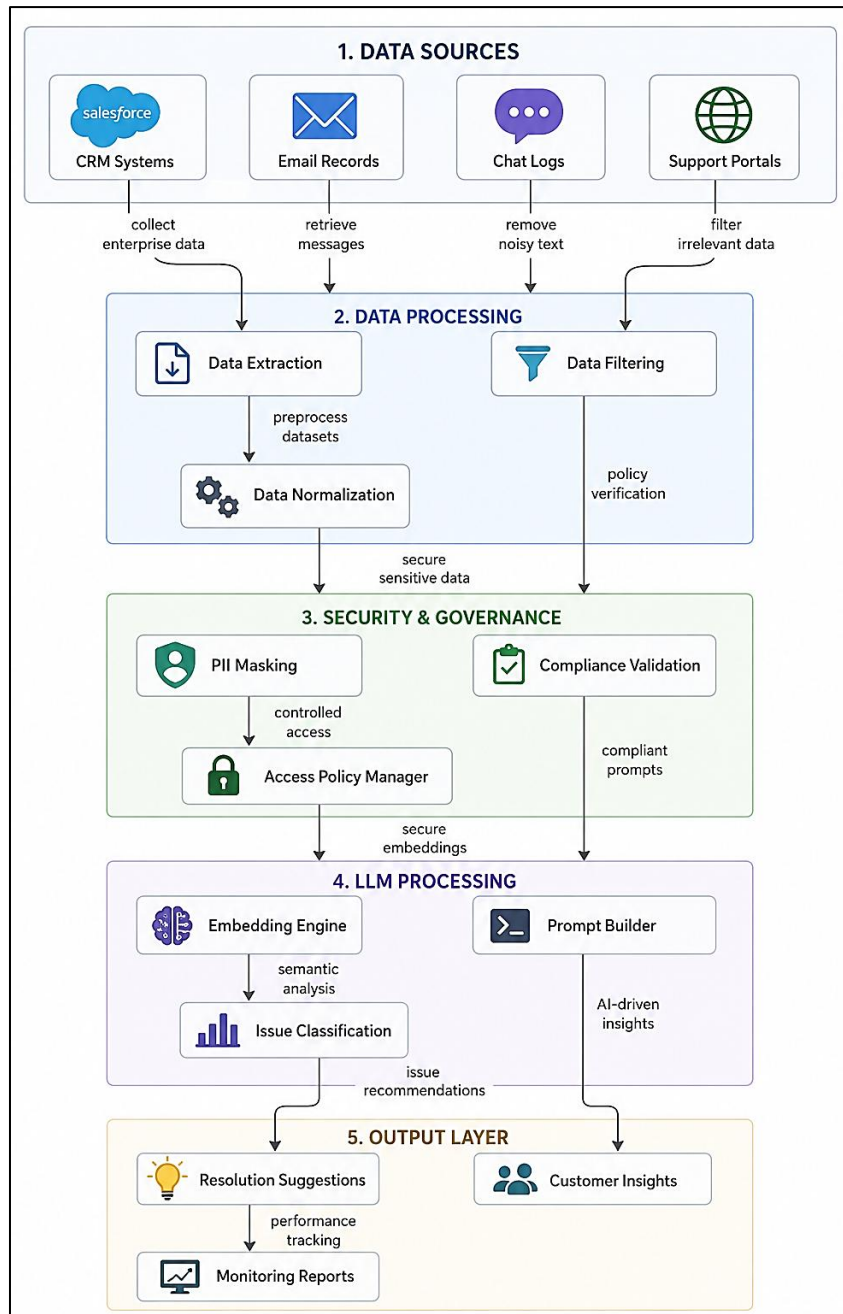 1. DATA SOURCES
salesforce
CRM Systems
Email Records
Chat Logs
Support Portals
collect
enterprise data
retrieve
messages
remove
noisy text
filter
irrelevant data
2. DATA PROCESSING
Data Extraction
Data Filtering
preprocess
datasets
Data Normalization
policy
verification
secure
sensitive data
3. SECURITY & GOVERNANCE
PII Masking
Compliance Validation
controlled
access
Access Policy Manager
compliant
prompts
secure
embeddings
4. LLM PROCESSING
Embedding Engine
Prompt Builder
semantic
analysis
Issue Classification
AI-driven
insights
issue
recommendations
5. OUTPUT LAYER
Resolution Suggestions
Customer Insights
performance
tracking
Monitoring Reports